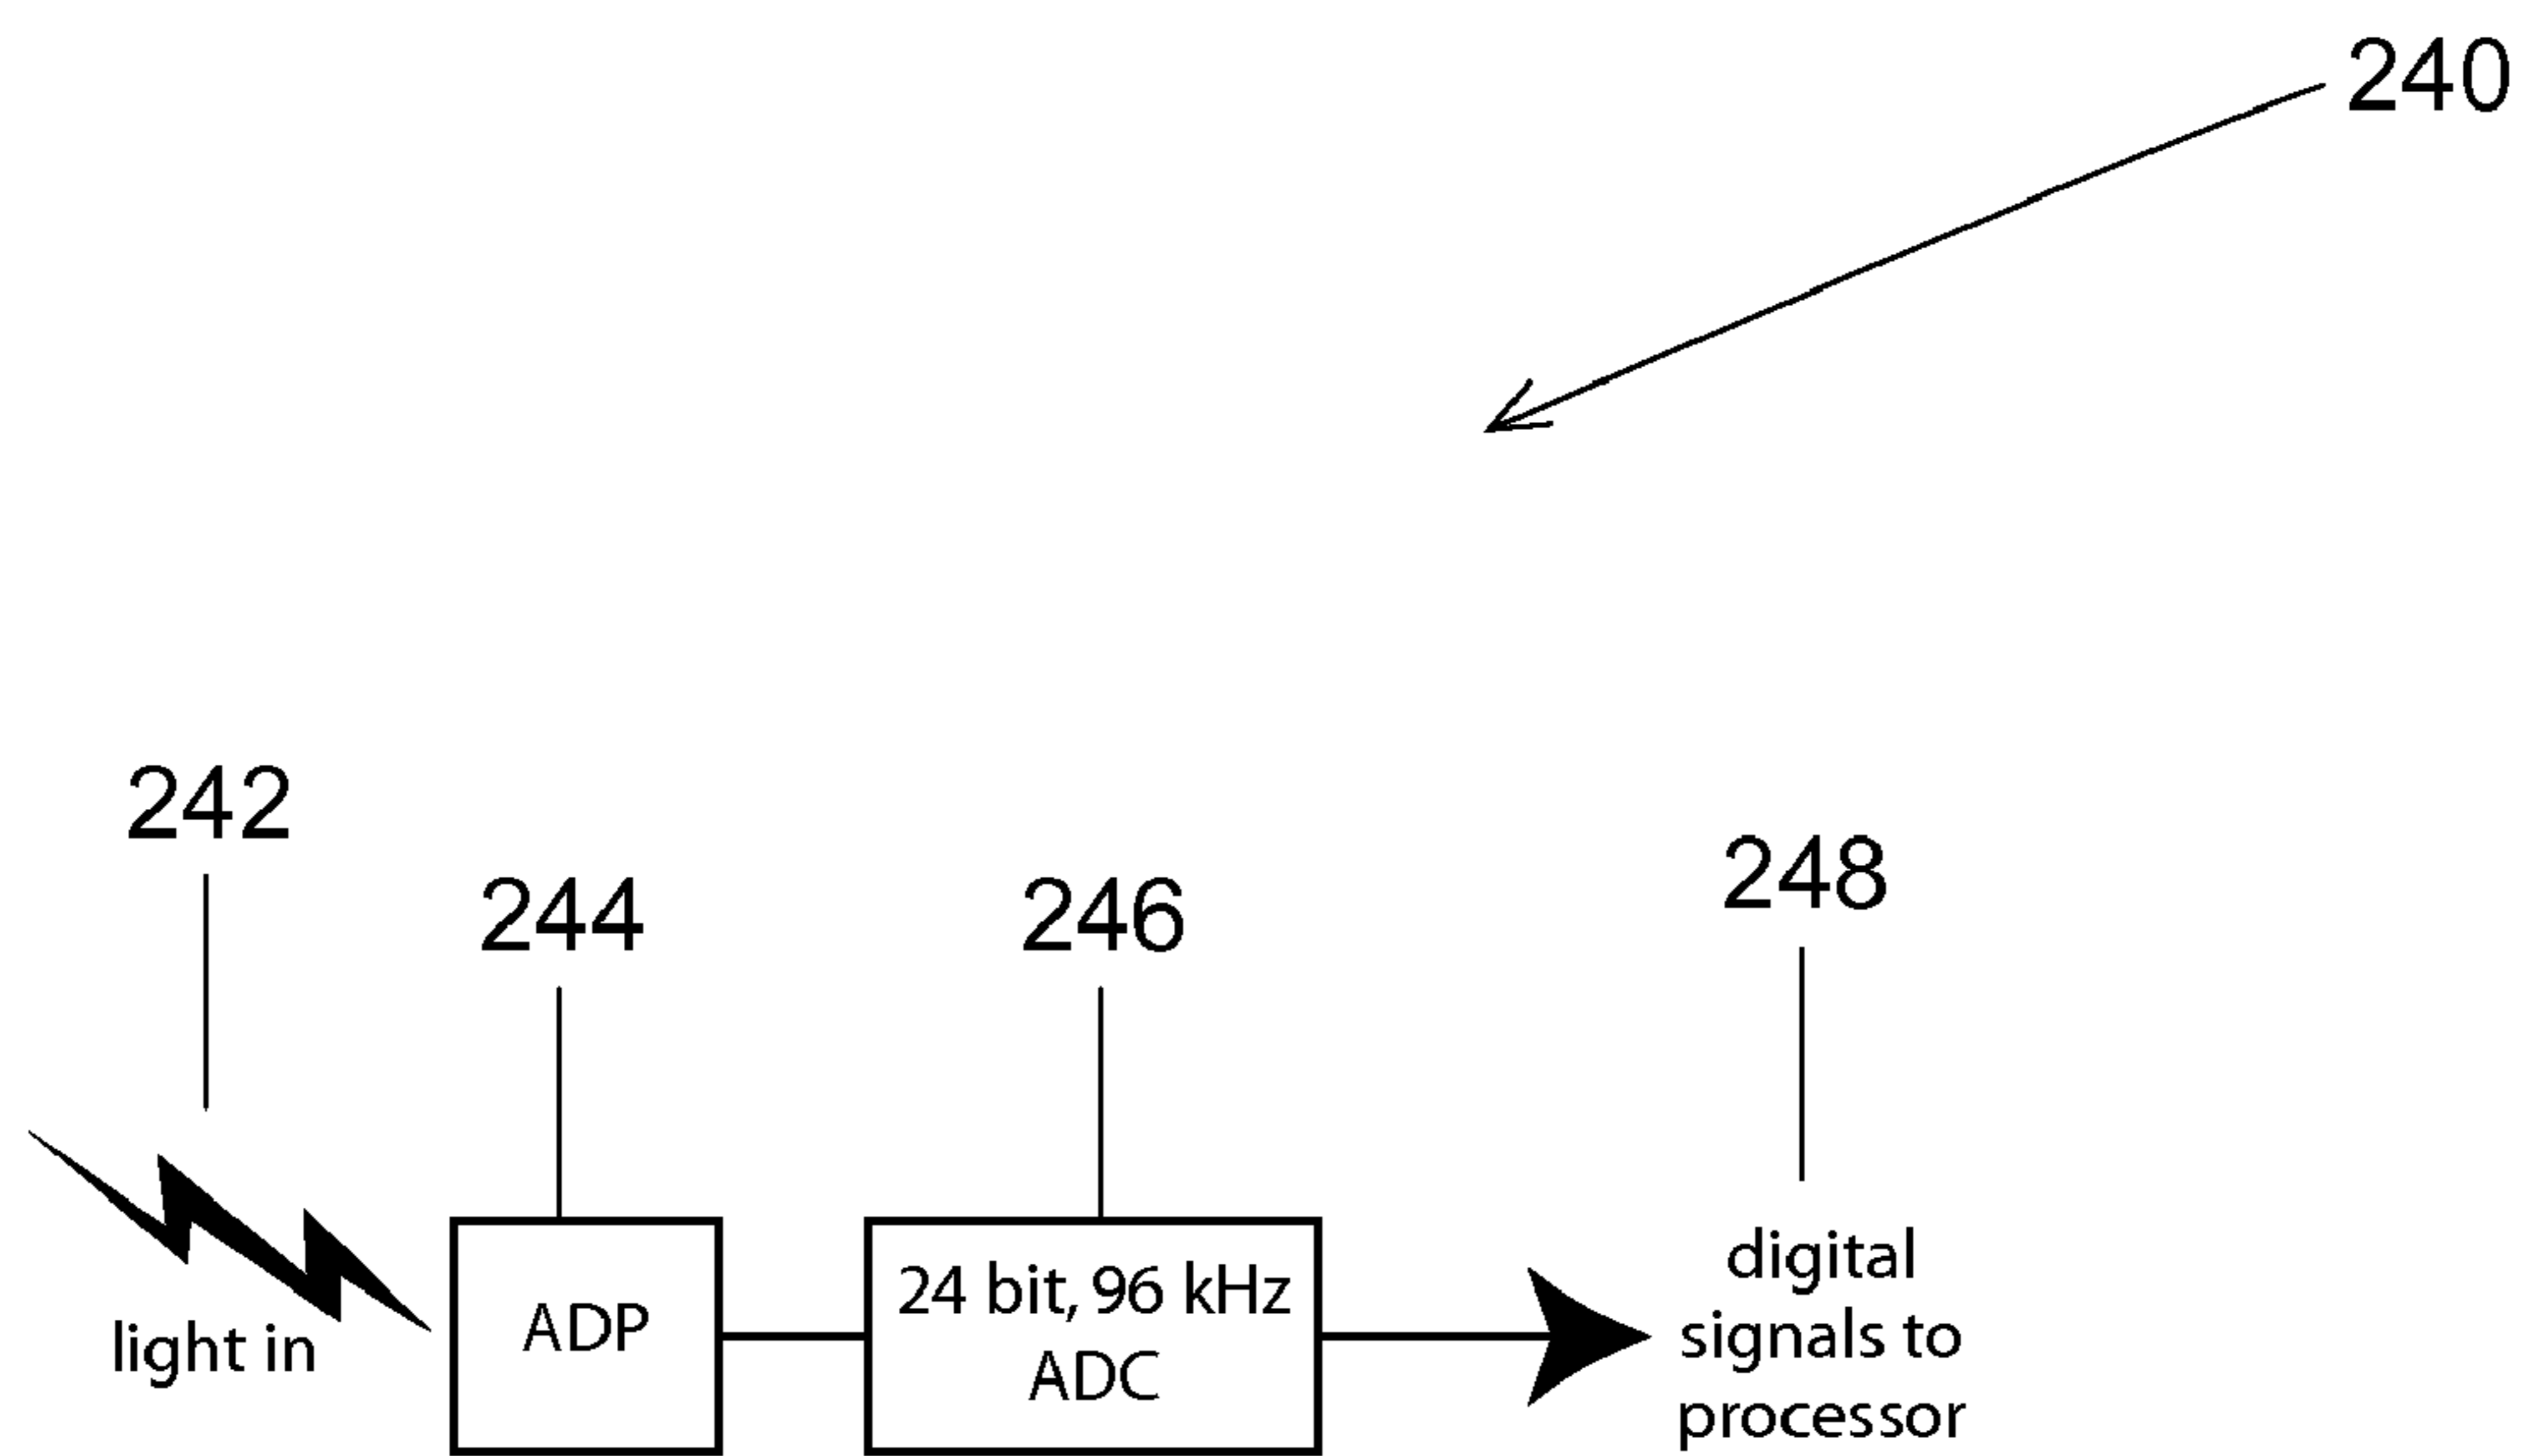 240
242
244
246
248
light in
ADP
24 bit, 96 kHz
ADC
digital
signals to
processor